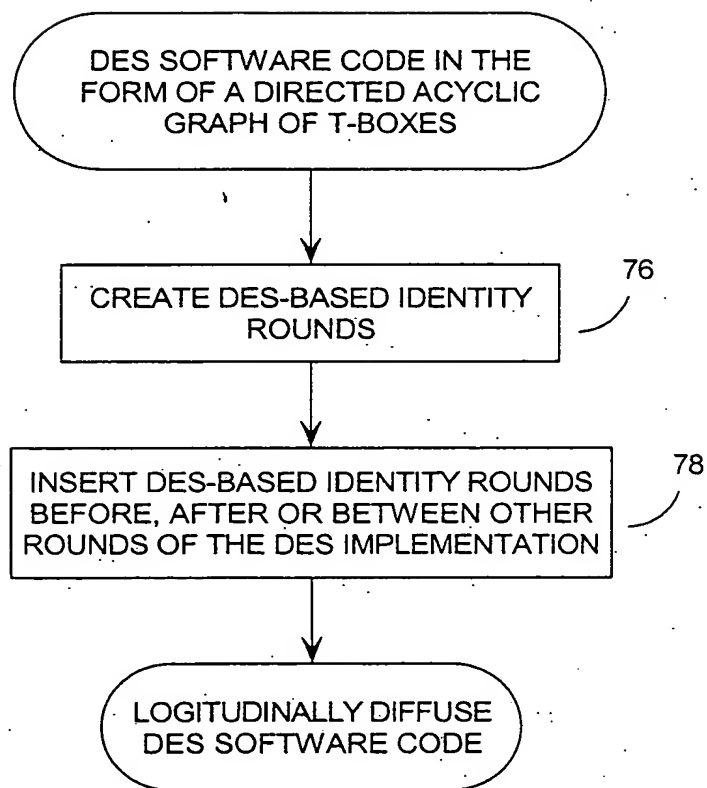 DES SOFTWARE CODE IN THE
FORM OF A DIRECTED ACYCLIC
GRAPH OF T-BOXES
76
CREATE DES-BASED IDENTITY
ROUNDS
78
INSERT DES-BASED IDENTITY ROUNDS
BEFORE, AFTER OR BETWEEN OTHER
ROUNDS OF THE DES IMPLEMENTATION
LOGITUDINALLY DIFFUSE
DES SOFTWARE CODE